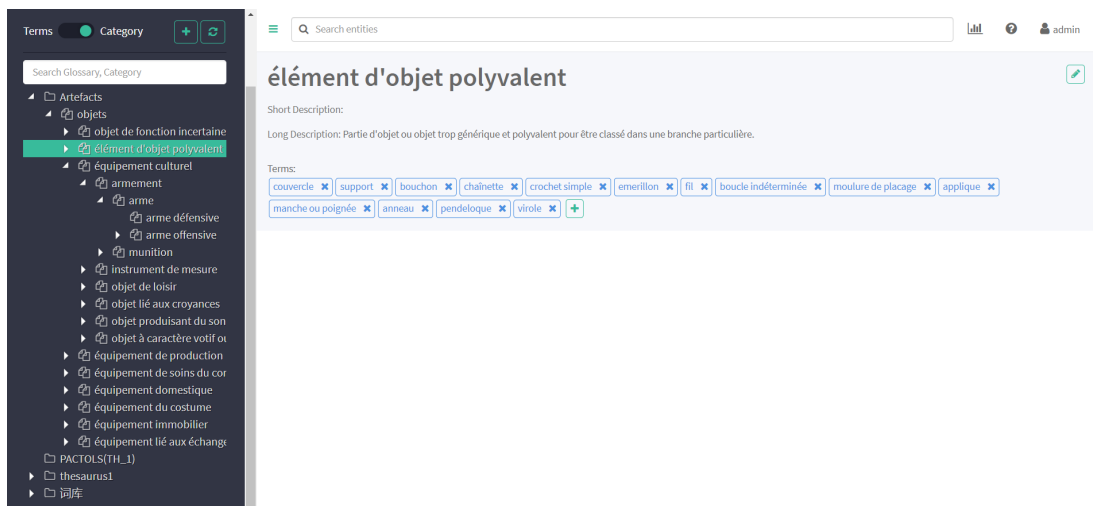 Terms Category
Search Glossary, Category
Artefacts
objets
objet de fonction incertaine
élément d'objet polyvalent
équipement culturel
armement
arme
arme défensive
arme offensive
munition
instrument de mesure
objet de loisir
objet lié aux croyances
objet produisant du son
objet à caractère votif ou
équipement de production
équipement de soins du cor
équipement domestique
équipement du costume
équipement immobilier
équipement lié aux échange
PACTOLS(TH_1)
thesaurus1
词库
Search entities
admin
élément d'objet polyvalent
Short Description:
Long Description: Partie d'objet ou objet trop générique et polyvalent pour être classé dans une branche particulière.
Terms:
couvercle support bouchon chaînette crochet simple emerillon fil boucle indéterminée moulure de placage applique
manche ou poignée anneau pendeloque virole